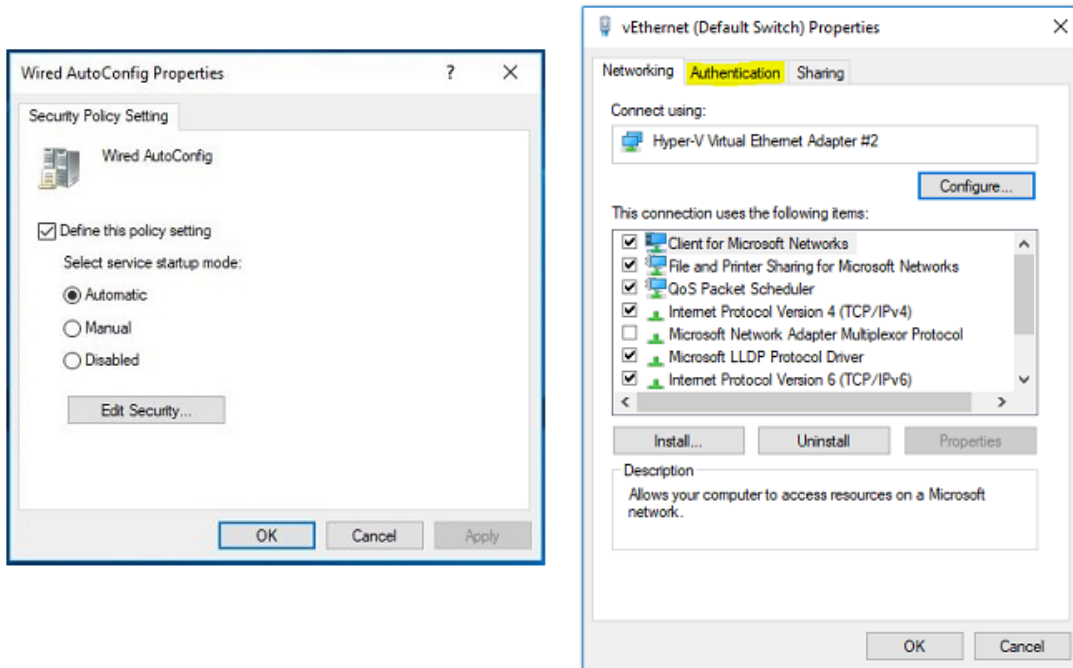 Wired AutoConfig Properties
Security Policy Setting
Wired AutoConfig
Define this policy setting
Select service startup mode:
Automatic
Manual
Disabled
Edit Security...
OK Cancel Apply
vEthernet (Default Switch) Properties
Networking Authentication Sharing
Connect using:
Hyper-V Virtual Ethernet Adapter #2
Configure...
This connection uses the following items:
Client for Microsoft Networks
File and Printer Sharing for Microsoft Networks
QoS Packet Scheduler
Internet Protocol Version 4 (TCP/IPv4)
Microsoft Network Adapter Multiplexor Protocol
Microsoft LLDP Protocol Driver
Internet Protocol Version 6 (TCP/IPv6)
Install... Uninstall Properties
Description
Allows your computer to access resources on a Microsoft
network.
OK Cancel